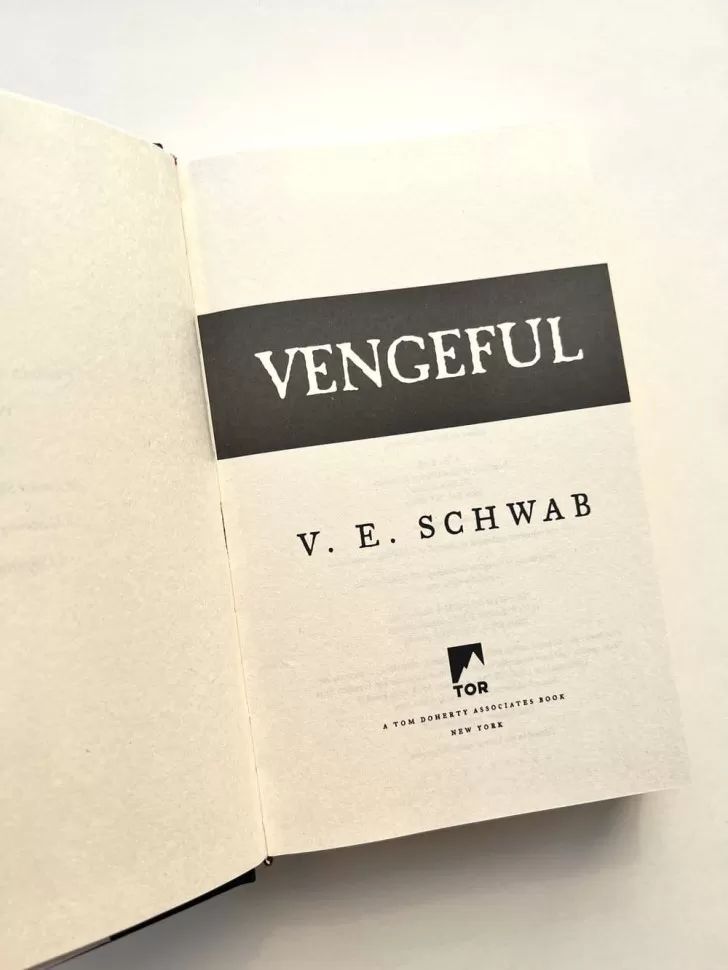 VENGEFUL
V. E. SCHWAB
TOR
A TOM DOHERTY ASSOCIATES BOOK
NEW YORK